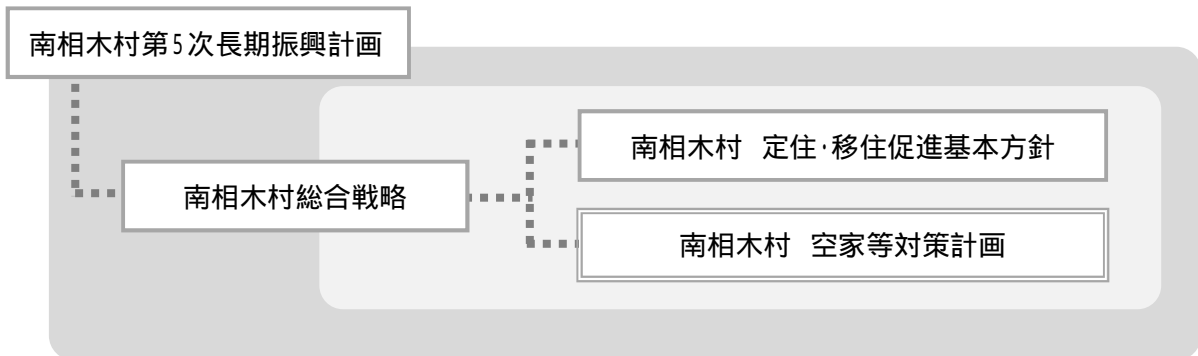 南相木村第5次長期振興計画
南相木村総合戦略
南相木村 定住・移住促進基本方針
南相木村 空家等対策計画